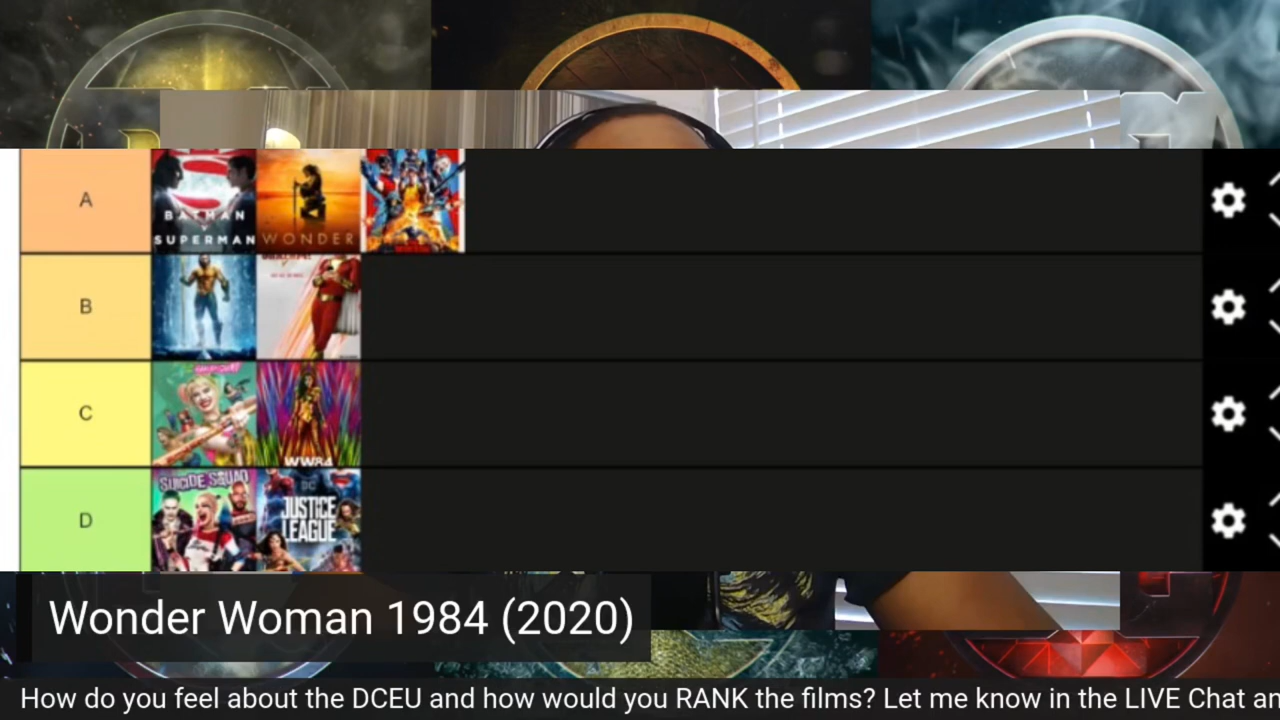 A
BATMAN
v
SUPERMAN
WONDER
B
C
WW84
D
SUICIDE SQUAD
DC
JUSTICE
LEAGUE
Wonder Woman 1984 (2020)
How do you feel about the DCEU and how would you RANK the films? Let me know in the LIVE Chat an